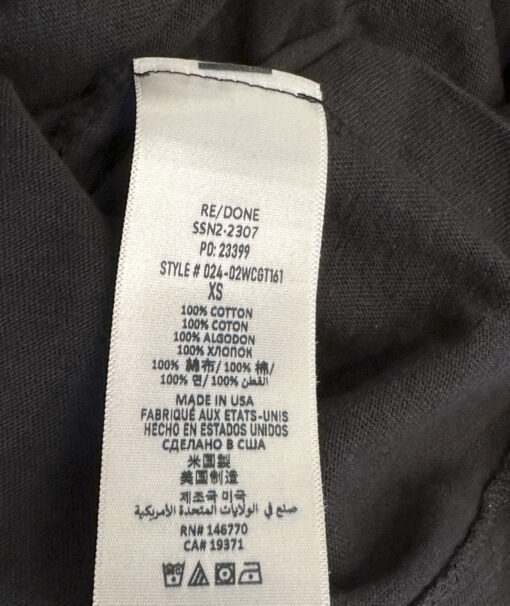 RE/DONE
SSN2-2307
PO: 23399
STYLE # 024-02WCGT161
XS
100% COTTON
100% COTON
100% ALGODON
100% ХЛОПОК
100% 綿布/ 100% 棉/
100% 면/ 100% القطن
MADE IN USA
FABRIQUÉ AUX ETATS-UNIS
HECHO EN ESTADOS UNIDOS
СДЕЛАНО В США
米国製
美国制造
제조국 미국
صنع في الولايات المتحدة الأمريكية
RN# 146770
CA# 19371